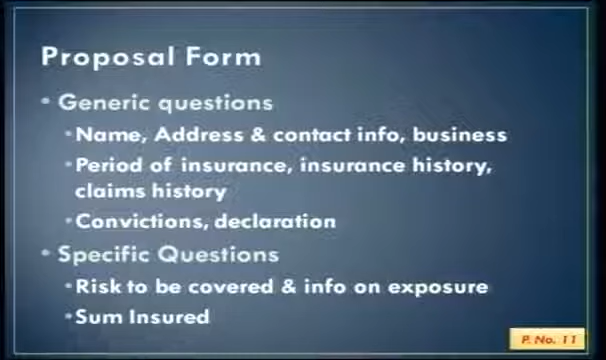 Proposal Form
• Generic questions
• Name, Address & contact info, business
• Period of insurance, insurance history,
claims history
• Convictions, declaration
• Specific Questions
• Risk to be covered & info on exposure
• Sum Insured
P. No. 11